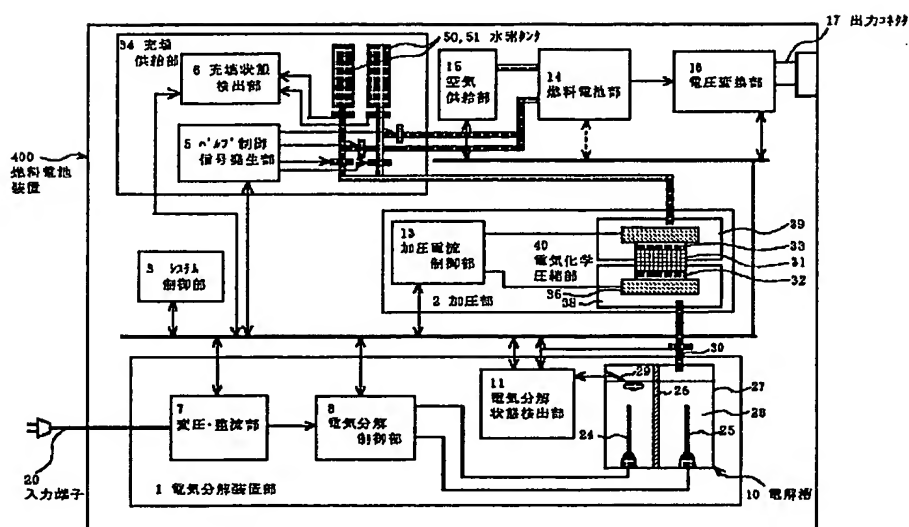 17 出力コネクタ
34 充填
供給部
50,51 水素タンク
6 充填状態
検出部
15
空気
供給部
14
燃料電池部
16
電圧変換部
5 バルブ制御
信号発生部
400
燃料電池
装置
13
加圧電流
制御部
40
電気化学
圧縮部
39
33
31
32
36
38
3 システム
制御部
2 加圧部
30
29
26
27
28
11
電気分解
状態検出部
7
変圧・整流部
8
電気分解
制御部
24
25
20
入力端子
1 電気分解装置部
10 電解槽